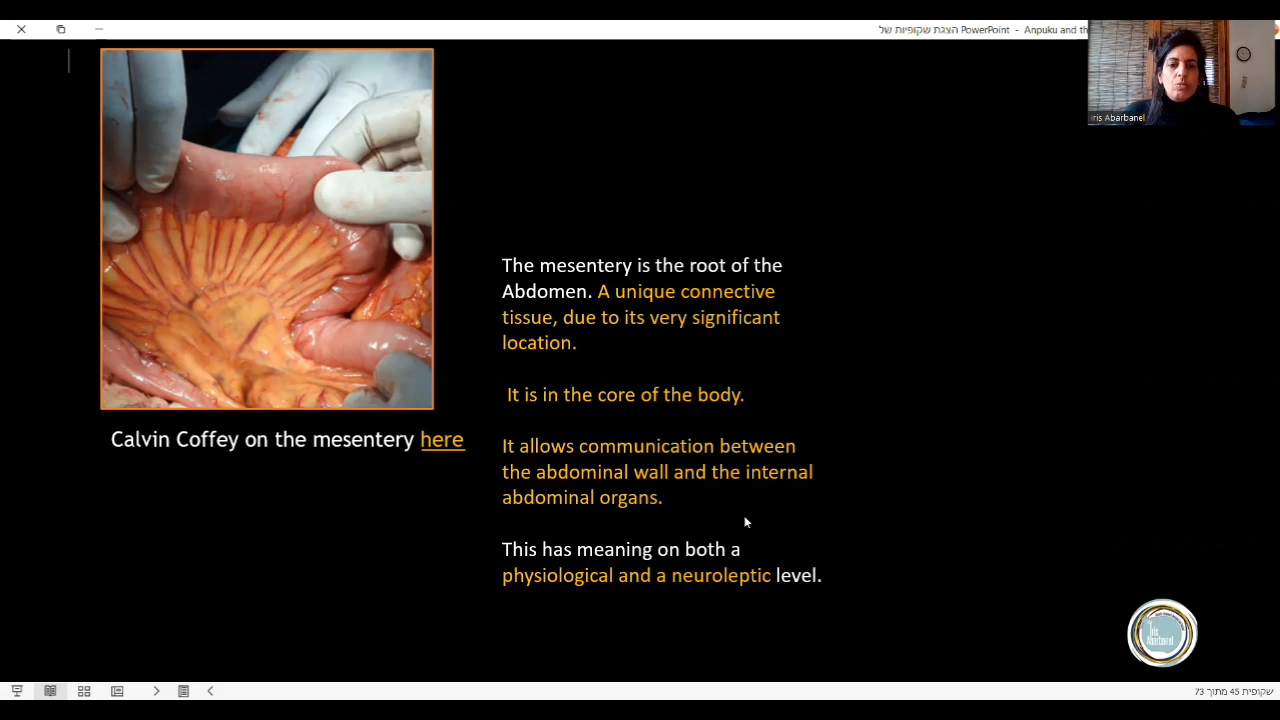 הצגת שקופיות של PowerPoint - Anpuku and th
Iris Abarbanel
The mesentery is the root of the
Abdomen. A unique connective
tissue, due to its very significant
location.
It is in the core of the body.
It allows communication between
the abdominal wall and the internal
abdominal organs.
This has meaning on both a
physiological and a neuroleptic level.
Calvin Coffey on the mesentery here
Iris
Abarbanel
שקופית 45 מתוך 73